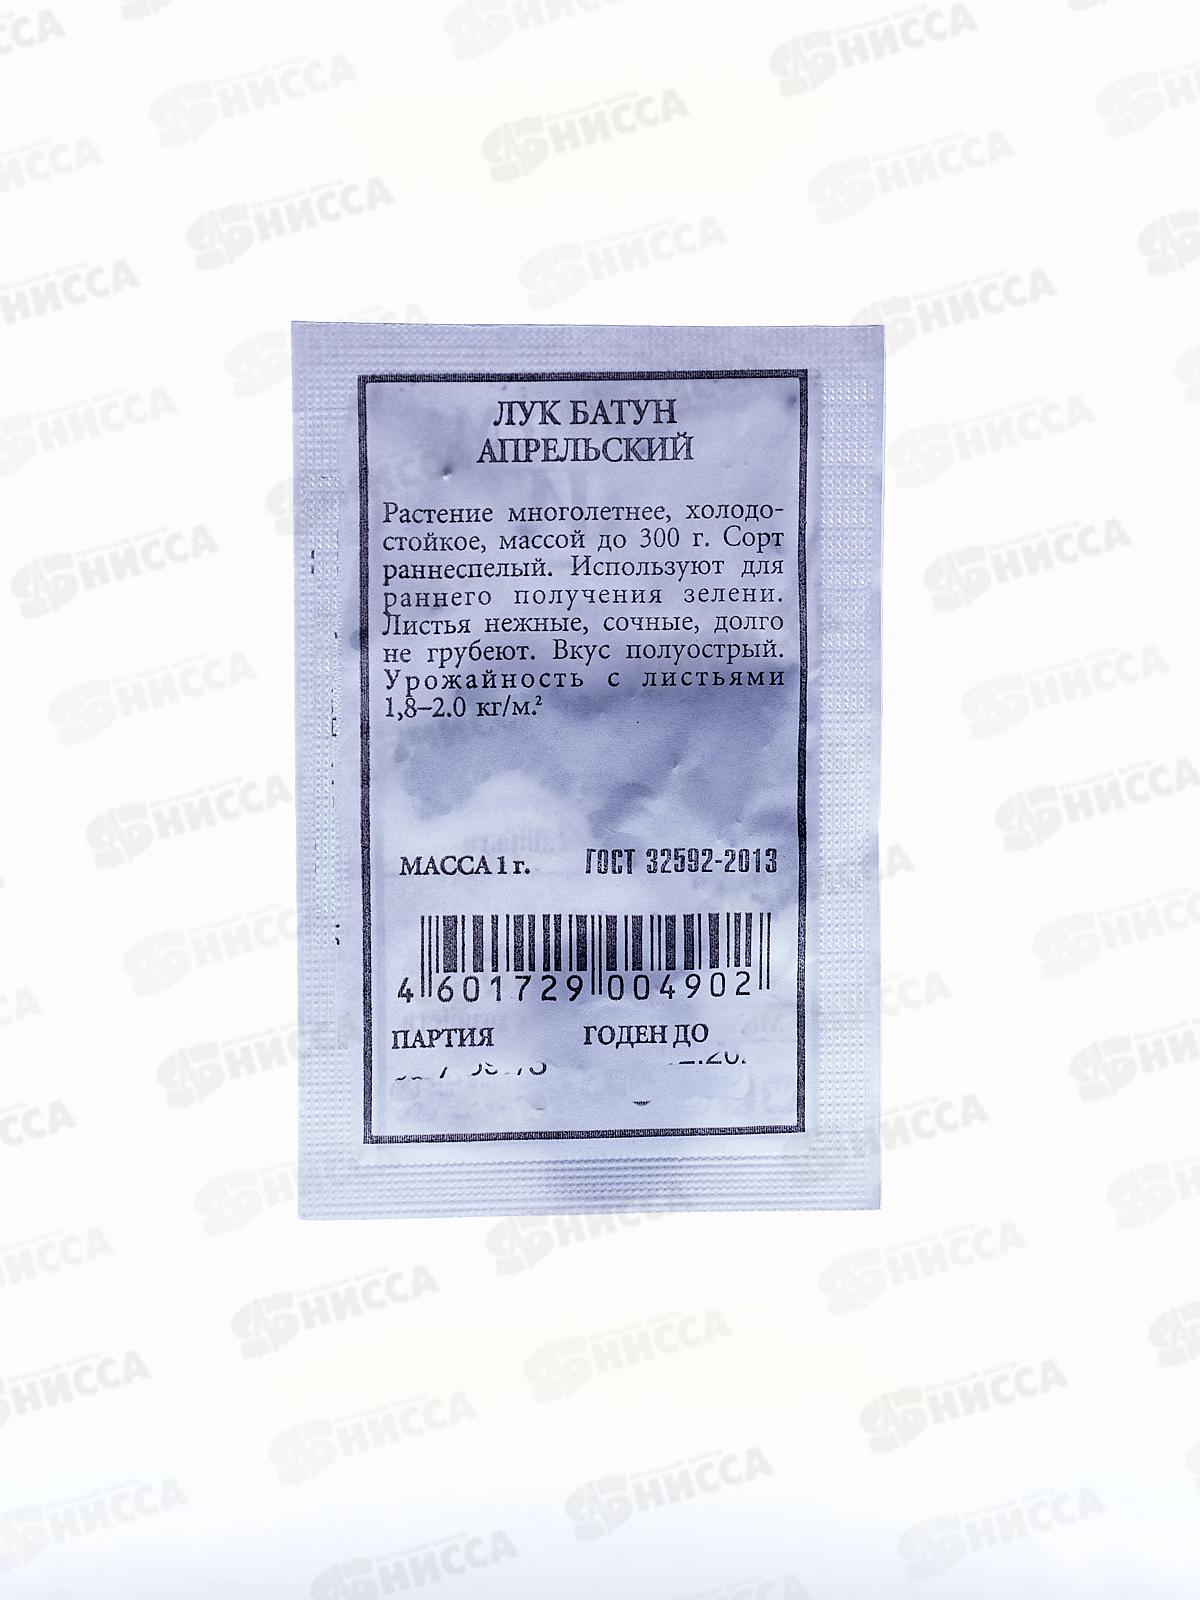 ЛУК БАТУН
АПРЕЛЬСКИЙ
Растение многолетнее, холодо-
стойкое, массой до 300 г. Сорт
раннеспелый. Используют для
раннего получения зелени.
Листья нежные, сочные, долго
не грубеют. Вкус полуострый.
Урожайность с листьями
1,8–2.0 кг/м.²
МАССА 1 г. ГОСТ 32592-2013
4 601729 004902
ПАРТИЯ ГОДЕН ДО